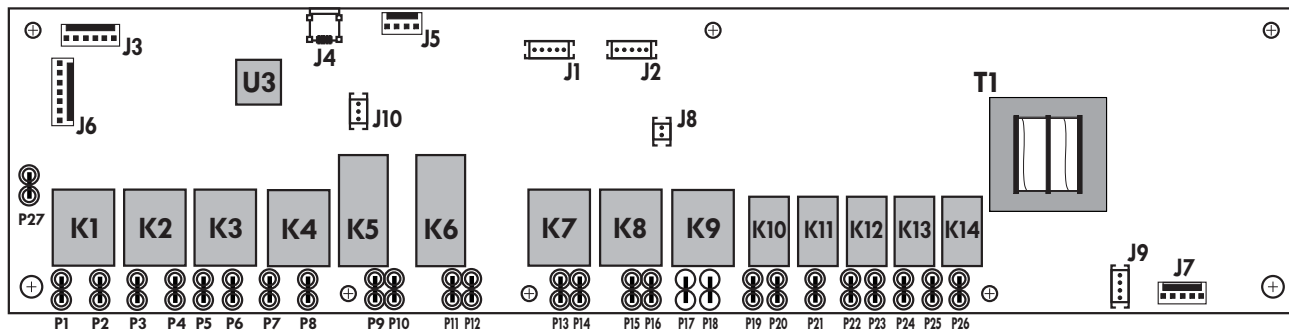 J3
J4
J5
J1
J2
U3
T1
J6
J10
J8
P27
K1 K2 K3 K4 K5 K6 K7 K8 K9 K10 K11 K12 K13 K14
J9
J7
P1 P2 P3 P4 P5 P6 P7 P8 P9 P10 P11 P12 P13 P14 P15 P16 P17 P18 P19 P20 P21 P22 P23 P24 P25 P26